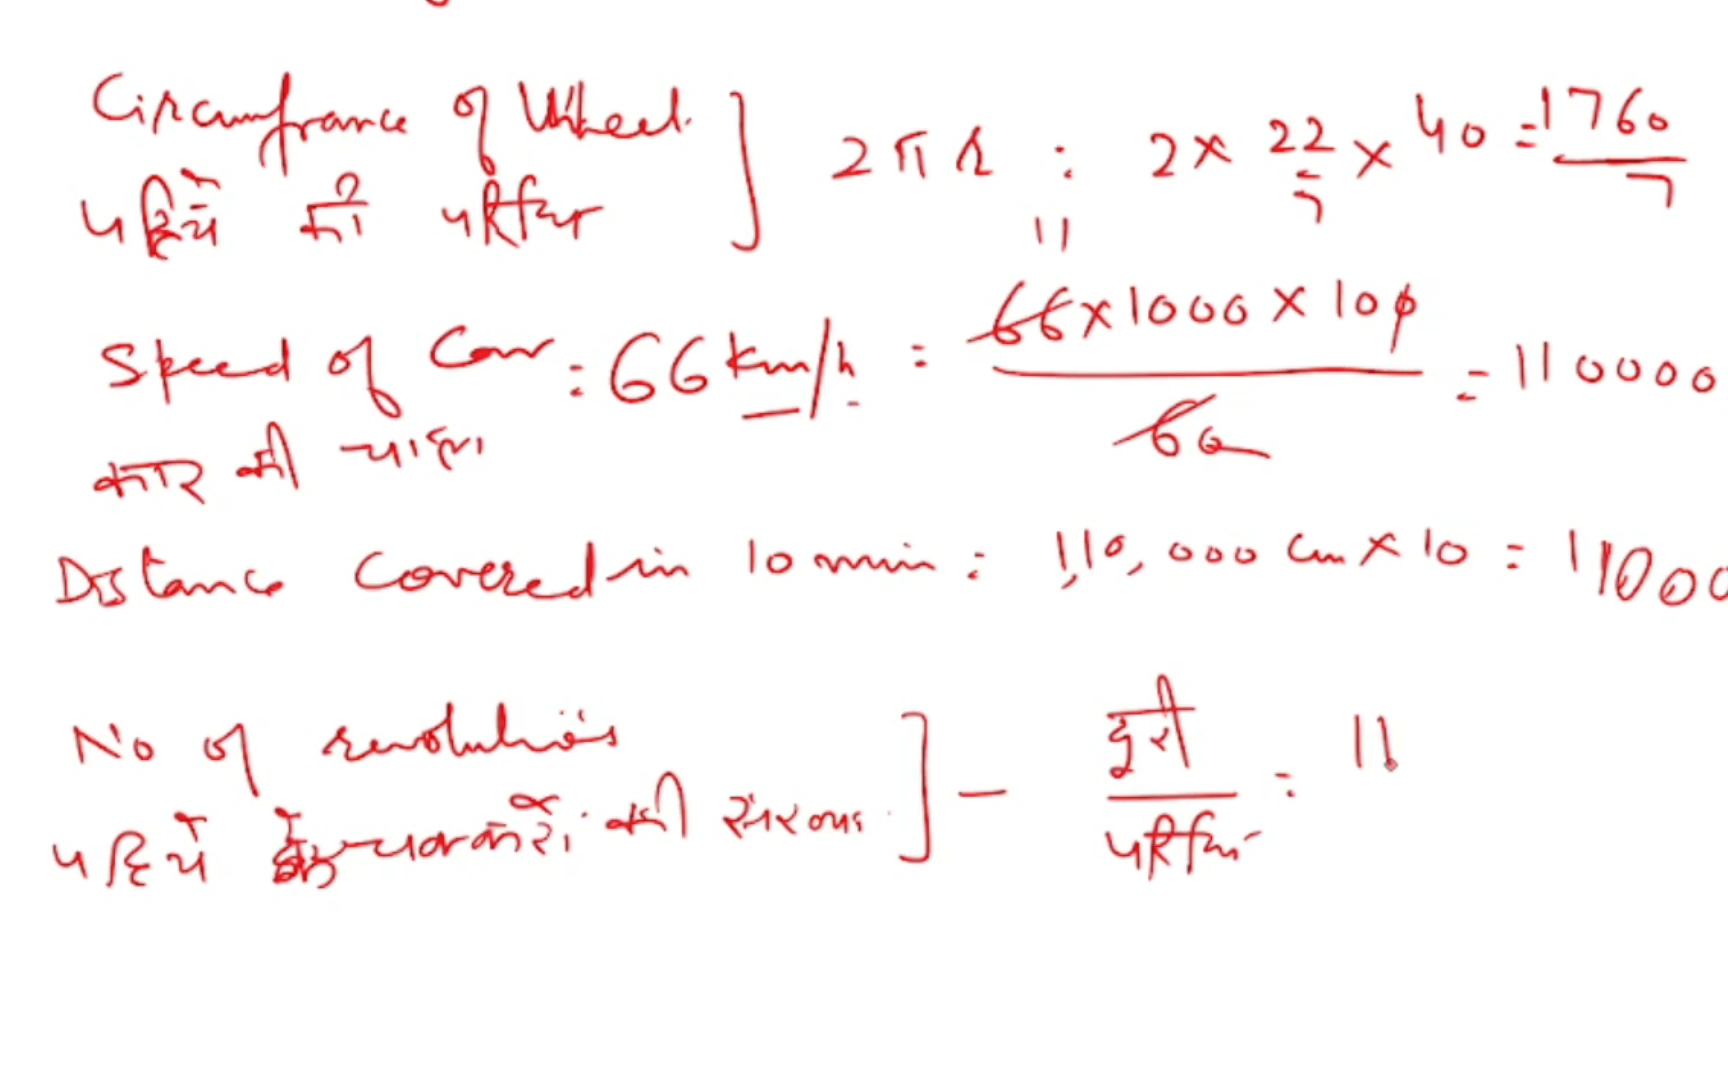 Circumfrance of Wheel. ] 2πr : 2 × 22/7 × 40 = 1760/7
पहिये की परिधि "
Speed of Car : 66 km/h = 66×1000×100/60 = 110000
कार की चाल
Distance Covered in 10 min = 1,10,000 cm × 10 = 11000
No of revolutions ] - दुरी/परिधि = 11
पहिये के चक्करों की संख्या